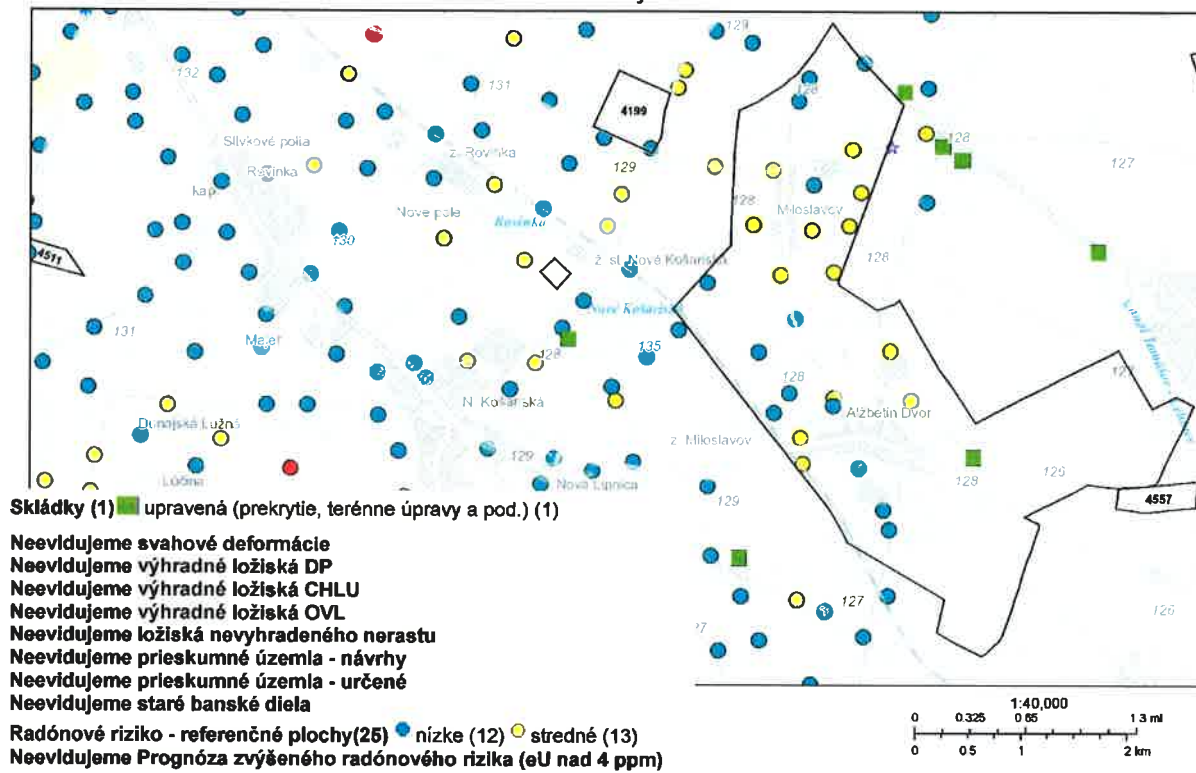 129
132
131
128
4199
Slivkové polia
z. Rovinka
128
127
Rovinka
129
kap.
128
Miloslavov
Nové pole
Rosinka
130
4511
ž. st. Nové Košariská
128
Nové Košariská
131
128
135
128
N. Košariská
Alžbetin Dvor
Dunajská Lužná
z. Miloslavov
129
128
126
Lúčina
Nová Lipnica
129
4557
Skládky (1) upravená (prekrytie, terénne úpravy a pod.) (1)
Neevidujeme svahové deformácie
Neevidujeme výhradné ložiská DP
Neevidujeme výhradné ložiská CHLU
Neevidujeme výhradné ložiská OVL
Neevidujeme ložiská nevyhradeného nerastu
Neevidujeme prieskumné územia - návrhy
Neevidujeme prieskumné územia - určené
Neevidujeme staré banské diela
127
126
Radónové riziko - referenčné plochy(25) nízke (12) stredné (13)
Neevidujeme Prognóza zvýšeného radónového rizika (eU nad 4 ppm)
1:40,000
0 0.325 0.65 1.3 mi
0 0.5 1 2 km